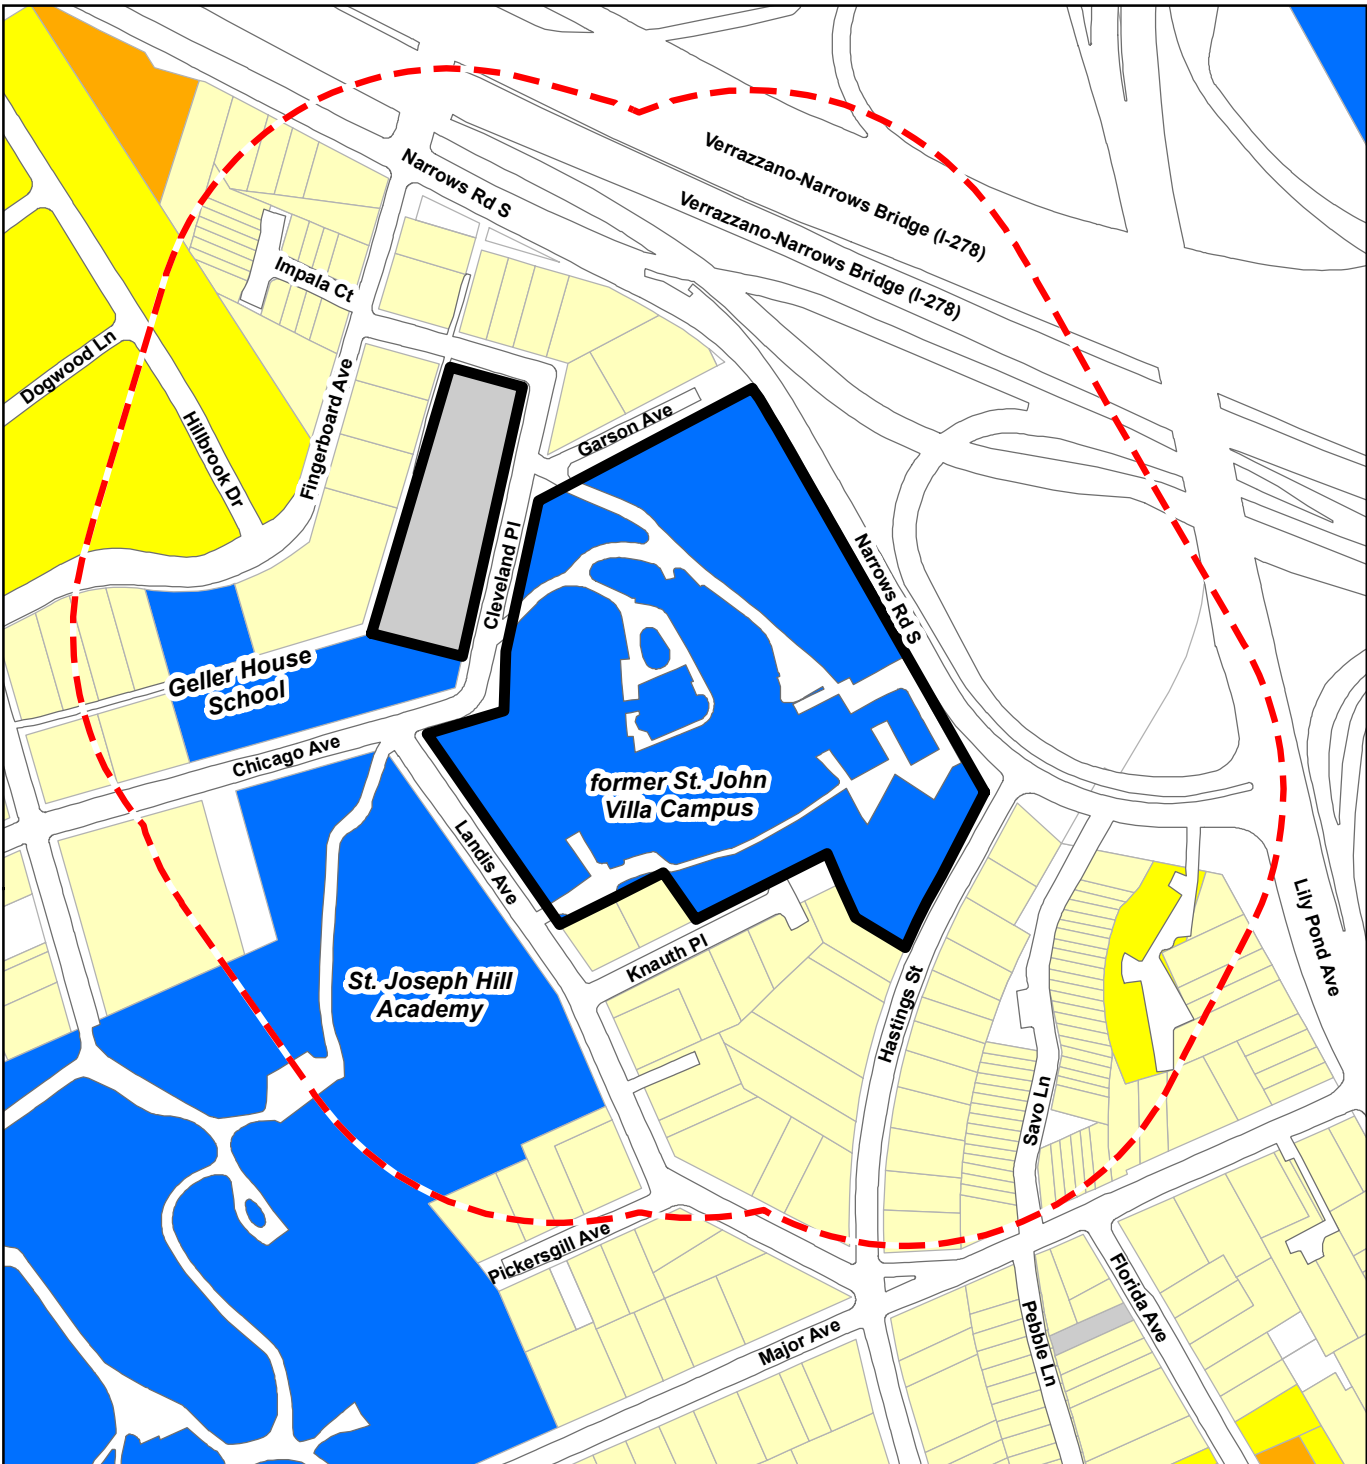 Verrazzano-Narrows Bridge (I-278)
Narrows Rd S
Verrazzano-Narrows Bridge (I-278)
Impala Ct
Dogwood Ln
Fingerboard Ave
Hillbrook Dr
Garson Ave
Cleveland Pl
Narrows Rd S
Geller House
School
Chicago Ave
former St. John
Villa Campus
Landis Ave
Lily Pond Ave
Knauth Pl
St. Joseph Hill
Academy
Hastings St
Savo Ln
Pickersgill Ave
Florida Ave
Pebble Ln
Major Ave